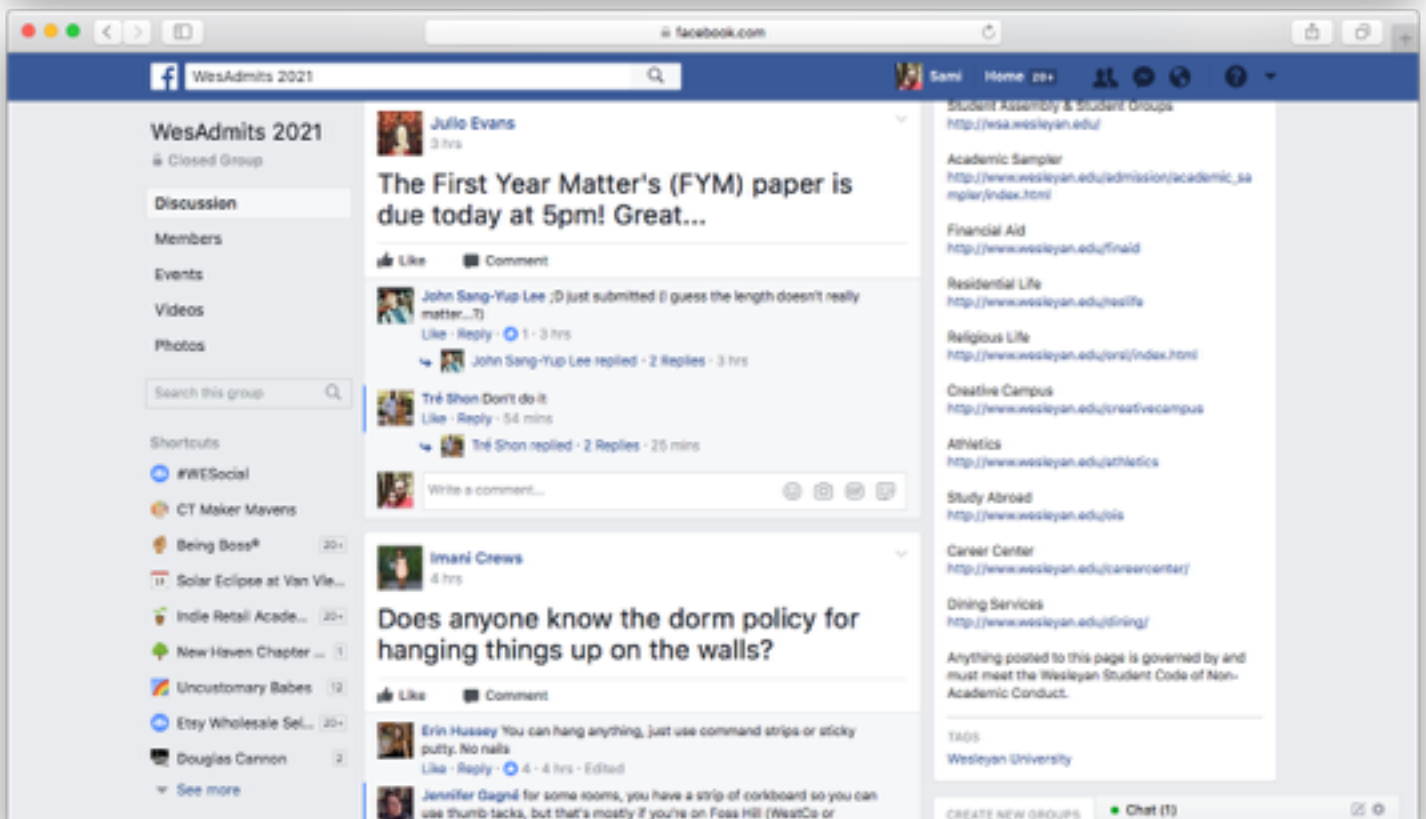 facebook.com
WesAdmits 2021
Sami
Home 20+
WesAdmits 2021
Closed Group
Discussion
Members
Events
Videos
Photos
Search this group
Shortcuts
#WESocial
CT Maker Mavens
Being Boss® 20+
Solar Eclipse at Van Vle...
Indie Retail Acade... 20+
New Haven Chapter ... 1
Uncustomary Babes 12
Etsy Wholesale Sel... 20+
Douglas Cannon 2
See more
Julio Evans
3 hrs
The First Year Matter's (FYM) paper is
due today at 5pm! Great...
Like Comment
John Sang-Yup Lee ;D just submitted (I guess the length doesn't really
matter...?)
Like · Reply · 1 · 3 hrs
John Sang-Yup Lee replied · 2 Replies · 3 hrs
Tré Shon Don't do it
Like · Reply · 54 mins
Tré Shon replied · 2 Replies · 25 mins
Write a comment...
Imani Crews
4 hrs
Does anyone know the dorm policy for
hanging things up on the walls?
Like Comment
Erin Hussey You can hang anything, just use command strips or sticky
putty. No nails
Like · Reply · 4 · 4 hrs · Edited
Jennifer Gagné for some rooms, you have a strip of corkboard so you can
use thumb tacks, but that's mostly if you're on Foss Hill (WestCo or
Student Assembly & Student Groups
http://wsa.wesleyan.edu/
Academic Sampler
http://www.wesleyan.edu/admission/academic_sa
mpler/index.html
Financial Aid
http://www.wesleyan.edu/finaid
Residential Life
http://www.wesleyan.edu/reslife
Religious Life
http://www.wesleyan.edu/orsl/index.html
Creative Campus
http://www.wesleyan.edu/creativecampus
Athletics
http://www.wesleyan.edu/athletics
Study Abroad
http://www.wesleyan.edu/ois
Career Center
http://www.wesleyan.edu/careercenter/
Dining Services
http://www.wesleyan.edu/dining/
Anything posted to this page is governed by and
must meet the Wesleyan Student Code of Non-
Academic Conduct.
TAGS
Wesleyan University
CREATE NEW GROUPS
Chat (1)